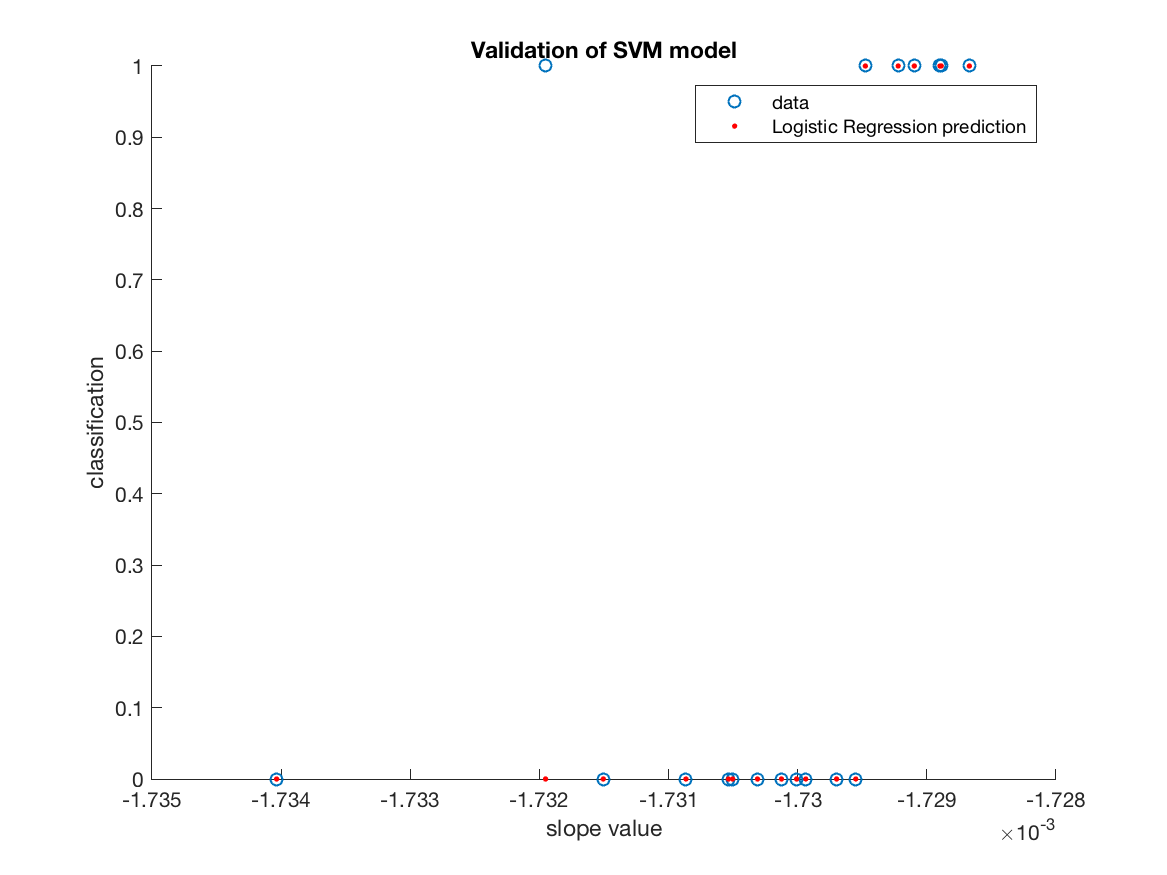 Validation of SVM model
data
Logistic Regression prediction
classification
1
0.9
0.8
0.7
0.6
0.5
0.4
0.3
0.2
0.1
0
-1.735 -1.734 -1.733 -1.732 -1.731 -1.73 -1.729 -1.728
slope value
×10-3